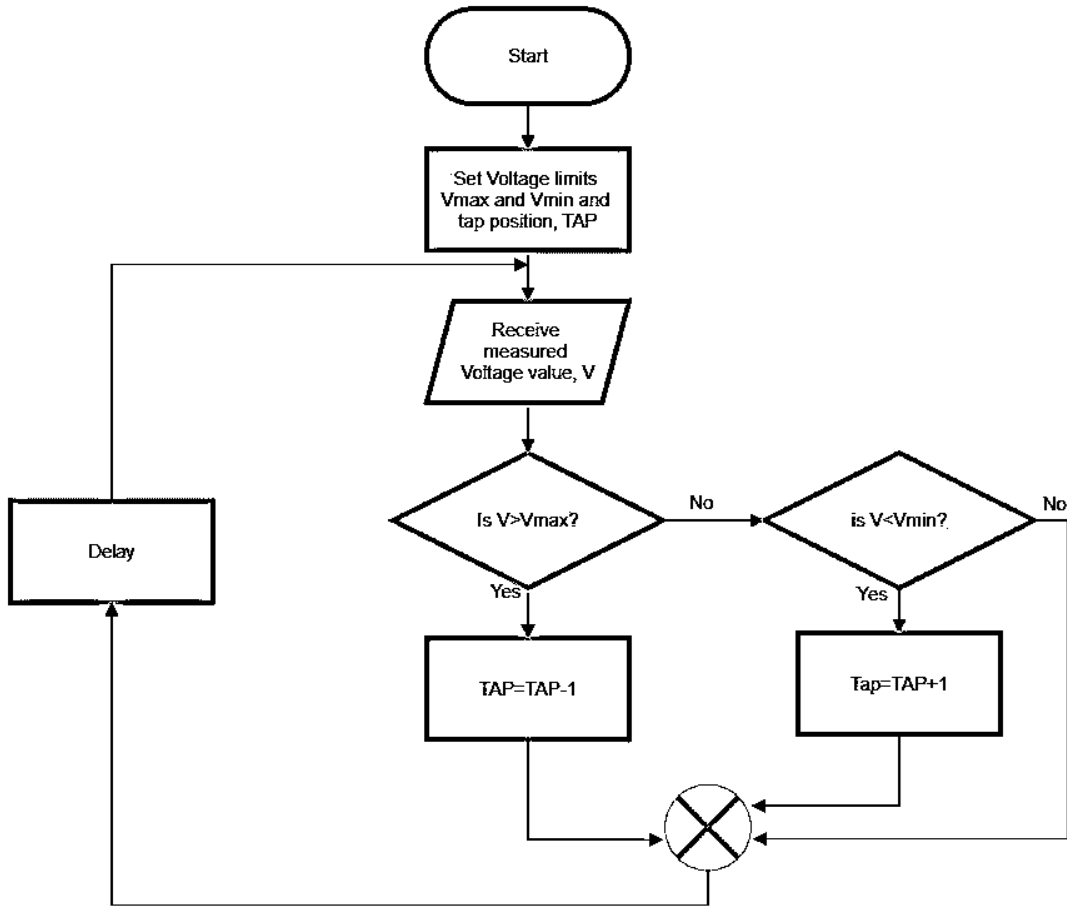 Start
Set Voltage limits
Vmax and Vmin and
tap position, TAP
Receive
measured
Voltage value, V
Is V>Vmax?
No
is V<Vmin?
No
Delay
Yes
Yes
TAP=TAP-1
Tap=TAP+1